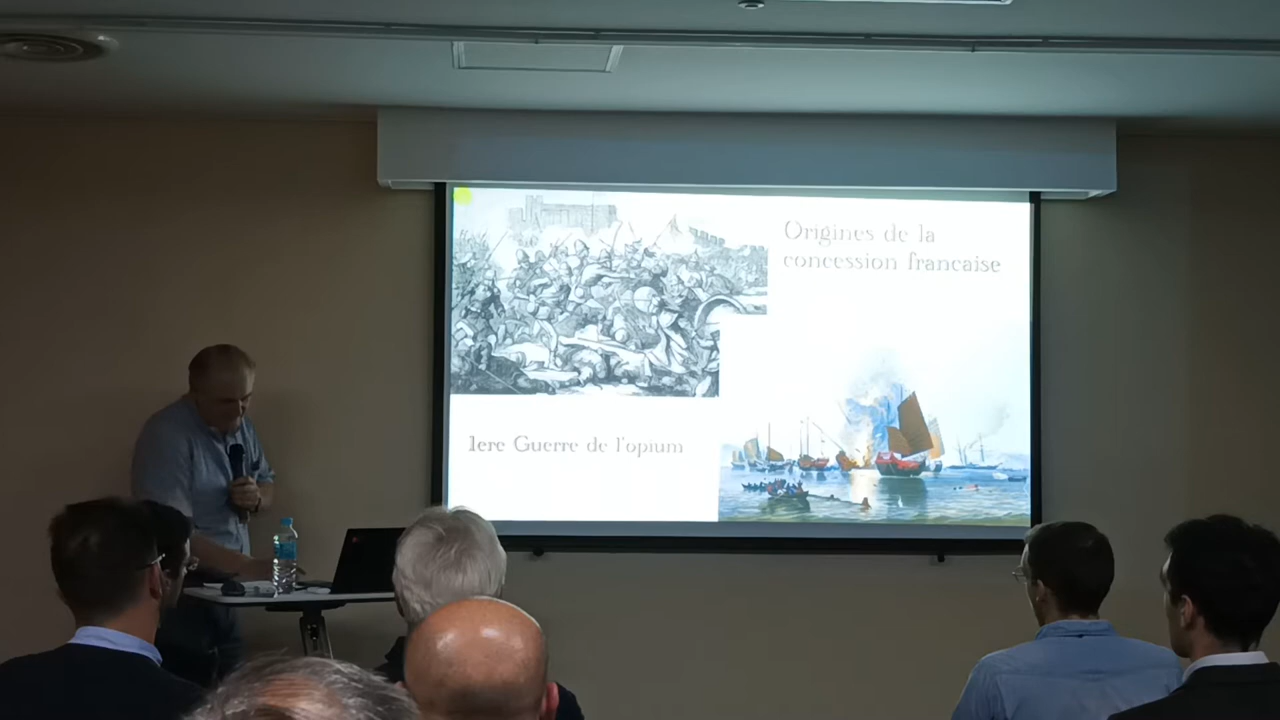 Origines de la
concession francaise
1ere Guerre de l'opium